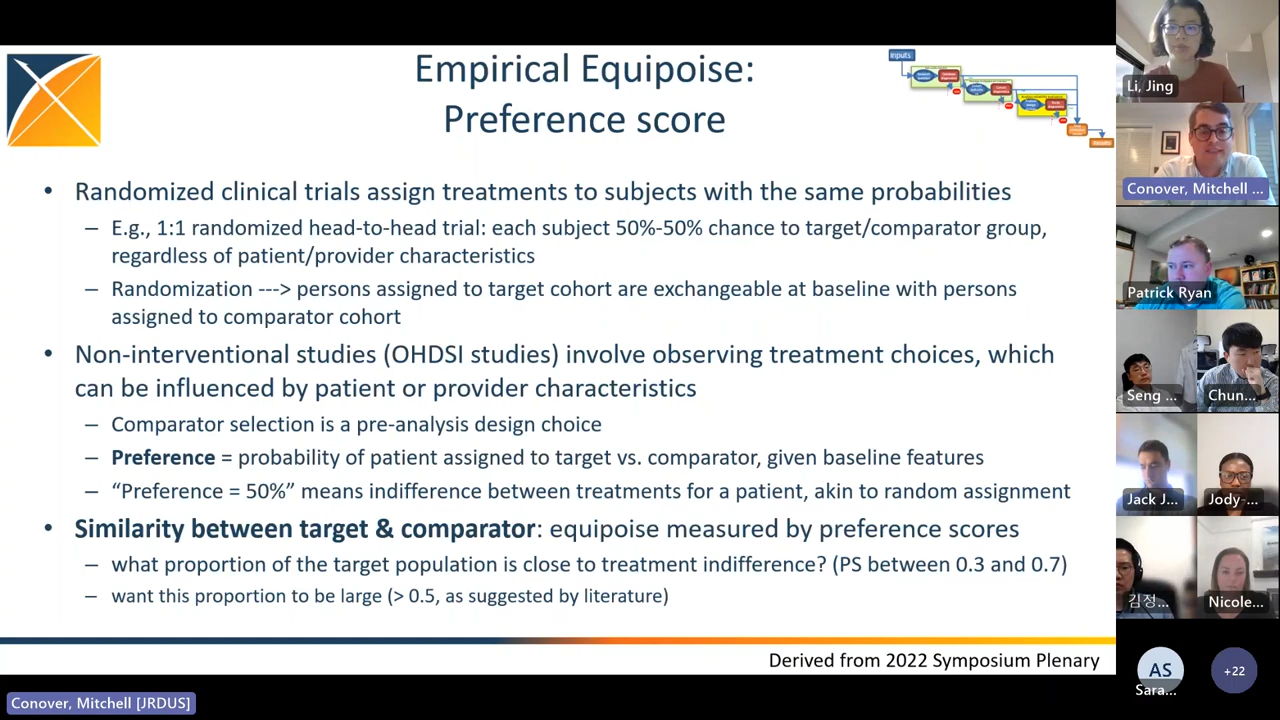 Empirical Equipoise:
Preference score
Inputs
• Randomized clinical trials assign treatments to subjects with the same probabilities
– E.g., 1:1 randomized head-to-head trial: each subject 50%-50% chance to target/comparator group,
regardless of patient/provider characteristics
– Randomization ---> persons assigned to target cohort are exchangeable at baseline with persons
assigned to comparator cohort
• Non-interventional studies (OHDSI studies) involve observing treatment choices, which
can be influenced by patient or provider characteristics
– Comparator selection is a pre-analysis design choice
– Preference = probability of patient assigned to target vs. comparator, given baseline features
– “Preference = 50%” means indifference between treatments for a patient, akin to random assignment
• Similarity between target & comparator: equipoise measured by preference scores
– what proportion of the target population is close to treatment indifference? (PS between 0.3 and 0.7)
– want this proportion to be large (> 0.5, as suggested by literature)
Derived from 2022 Symposium Plenary
Conover, Mitchell [JRDUS]
Li, Jing
Conover, Mitchell ...
Patrick Ryan
Seng ...
Chun...
Jack J...
Jody-...
김정...
Nicole...
AS
Sara...
+22